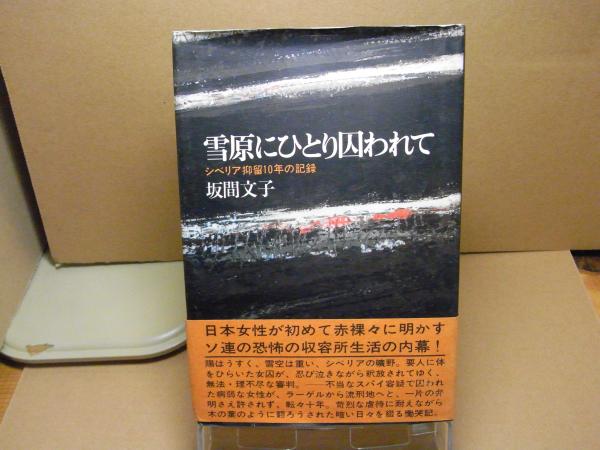 雪原にひとり囚われて
シベリア抑留10年の記録
坂間文子
日本女性が初めて赤裸々に明かす
ソ連の恐怖の収容所生活の内幕!
陽はうすく、雪空は重い、シベリアの曠野。要人に体
をひらいた女囚が、忍び泣きながら釈放されてゆく、
無法・理不尽な審判。――不当なスパイ容疑で囚われ
た病弱な女性が、ラーゲルから流刑地へと、一片の弁
明さえ許されず、転々十年。苛烈な虐待に耐えながら
木の葉のように翻ろうされた暗い日々を綴る慟哭記。